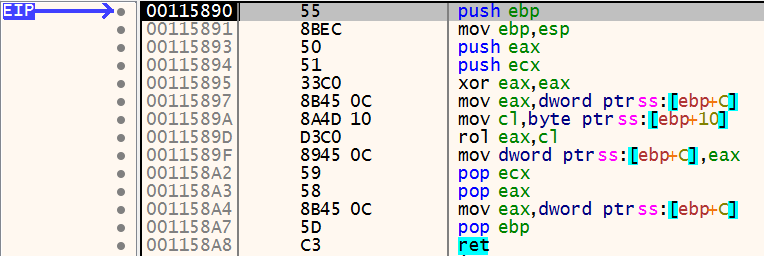 EIP 00115890 55 push ebp
00115891 8BEC mov ebp,esp
00115893 50 push eax
00115894 51 push ecx
00115895 33C0 xor eax,eax
00115897 8B45 0C mov eax,dword ptr ss:[ebp+C]
0011589A 8A4D 10 mov cl,byte ptr ss:[ebp+10]
0011589D D3C0 rol eax,cl
0011589F 8945 0C mov dword ptr ss:[ebp+C],eax
001158A2 59 pop ecx
001158A3 58 pop eax
001158A4 8B45 0C mov eax,dword ptr ss:[ebp+C]
001158A7 5D pop ebp
001158A8 C3 ret